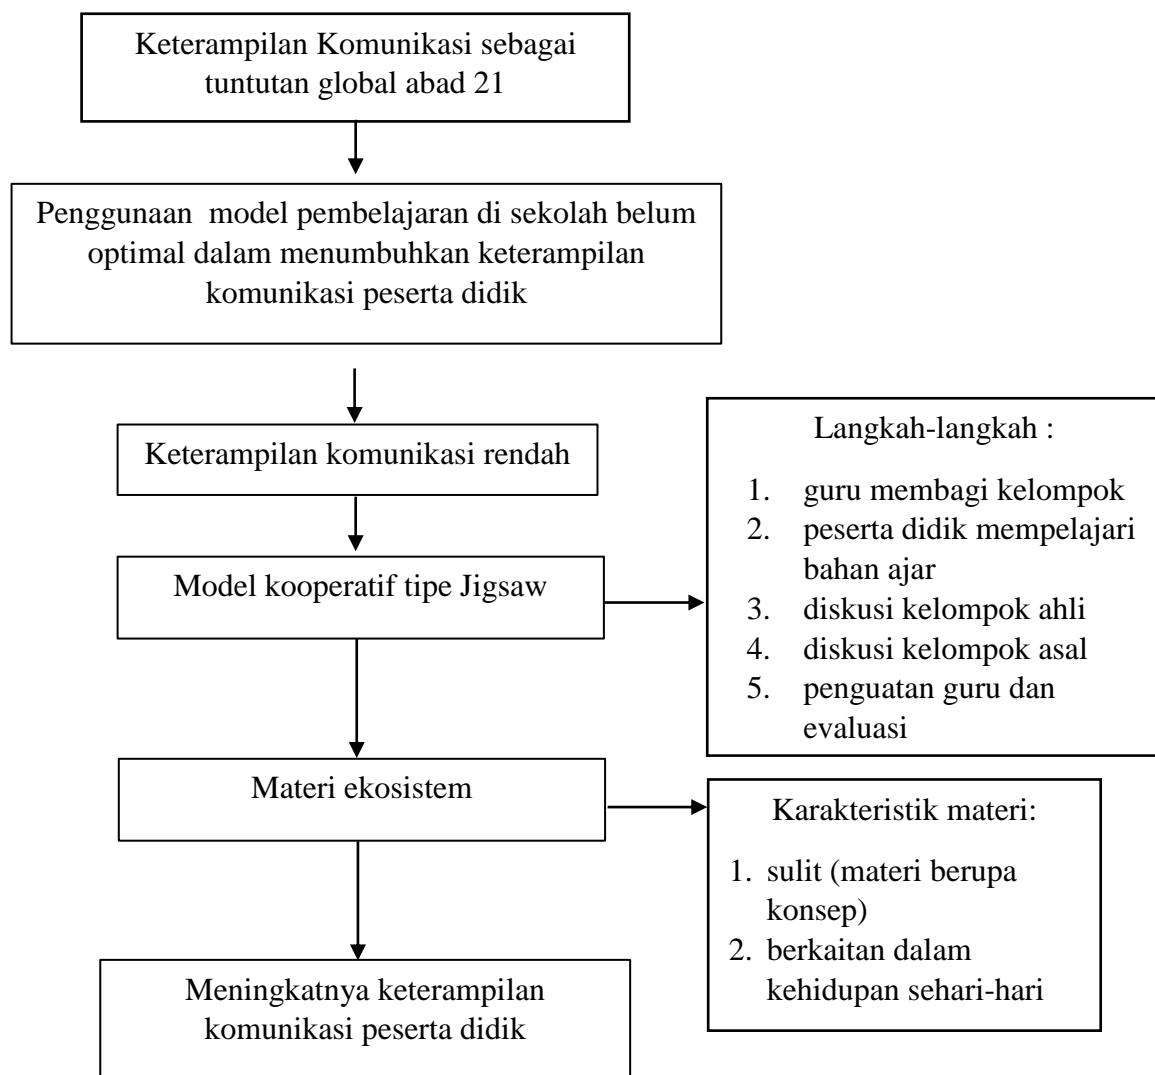 Keterampilan Komunikasi sebagai
tuntutan global abad 21
Penggunaan model pembelajaran di sekolah belum
optimal dalam menumbuhkan keterampilan
komunikasi peserta didik
Keterampilan komunikasi rendah
Model kooperatif tipe Jigsaw
Langkah-langkah :
1. guru membagi kelompok
2. peserta didik mempelajari
bahan ajar
3. diskusi kelompok ahli
4. diskusi kelompok asal
5. penguatan guru dan
evaluasi
Materi ekosistem
Karakteristik materi:
1. sulit (materi berupa
konsep)
2. berkaitan dalam
kehidupan sehari-hari
Meningkatnya keterampilan
komunikasi peserta didik